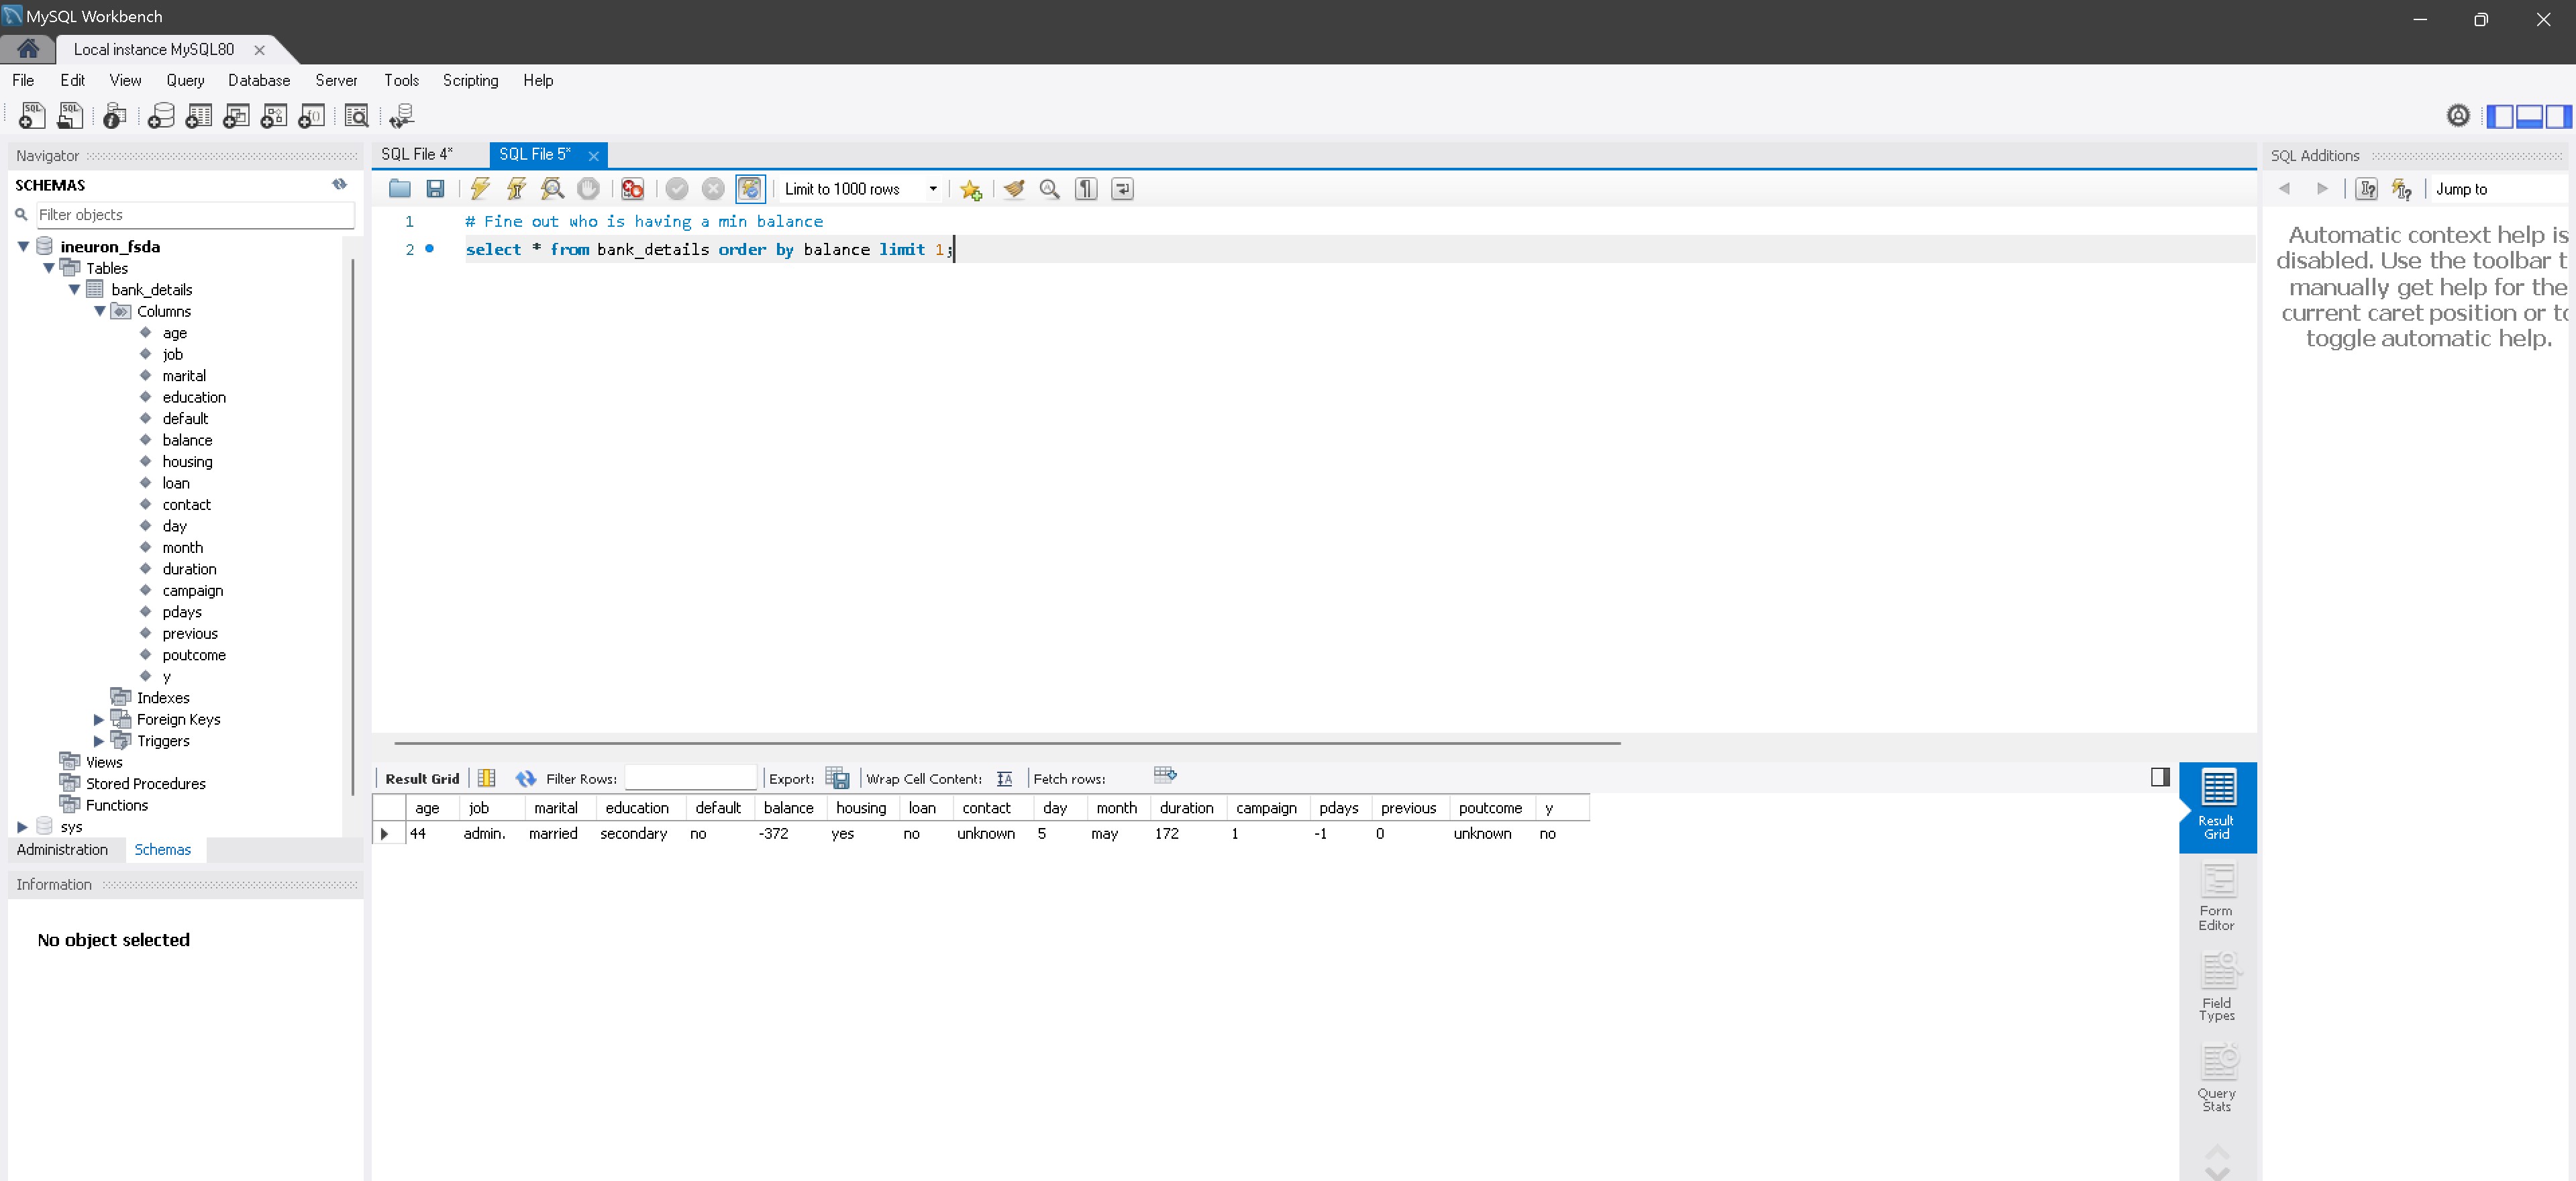 MySQL Workbench
Local instance MySQL80
File Edit View Query Database Server Tools Scripting Help
Navigator
SCHEMAS
Filter objects
ineuron_fsda
Tables
bank_details
Columns
age
job
marital
education
default
balance
housing
loan
contact
day
month
duration
campaign
pdays
previous
poutcome
y
Indexes
Foreign Keys
Triggers
Views
Stored Procedures
Functions
sys
Administration Schemas
Information
No object selected
SQL File 4* SQL File 5*
Limit to 1000 rows
1 # Fine out who is having a min balance
2 select * from bank_details order by balance limit 1;
Result Grid Filter Rows: Export: Wrap Cell Content: Fetch rows:
age job marital education default balance housing loan contact day month duration campaign pdays previous poutcome y
44 admin. married secondary no -372 yes no unknown 5 may 172 1 -1 0 unknown no
Result
Grid
Form
Editor
Field
Types
Query
Stats
SQL Additions
Jump to
Automatic context help is
disabled. Use the toolbar t
manually get help for the
current caret position or to
toggle automatic help.